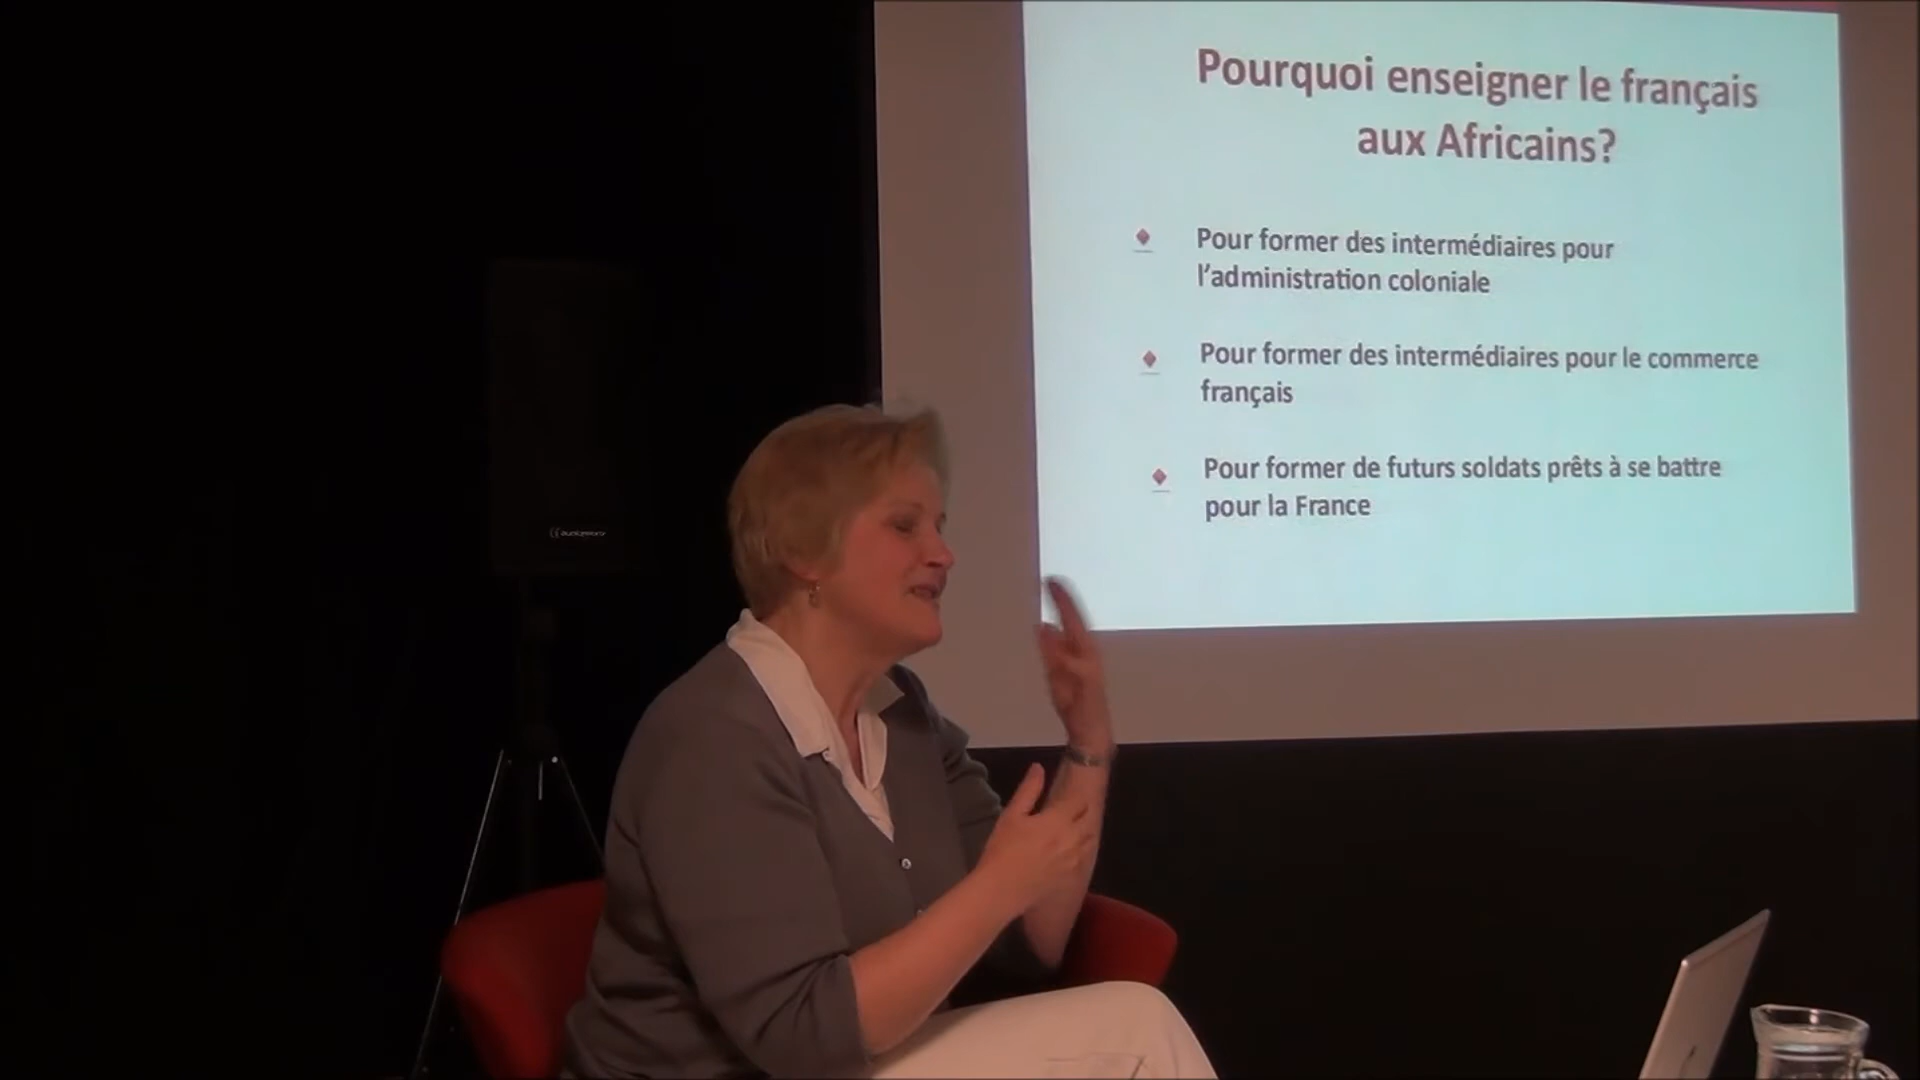 Pourquoi enseigner le français
aux Africains?
Pour former des intermédiaires pour
l'administration coloniale
Pour former des intermédiaires pour le commerce
français
Pour former de futurs soldats prêts à se battre
pour la France